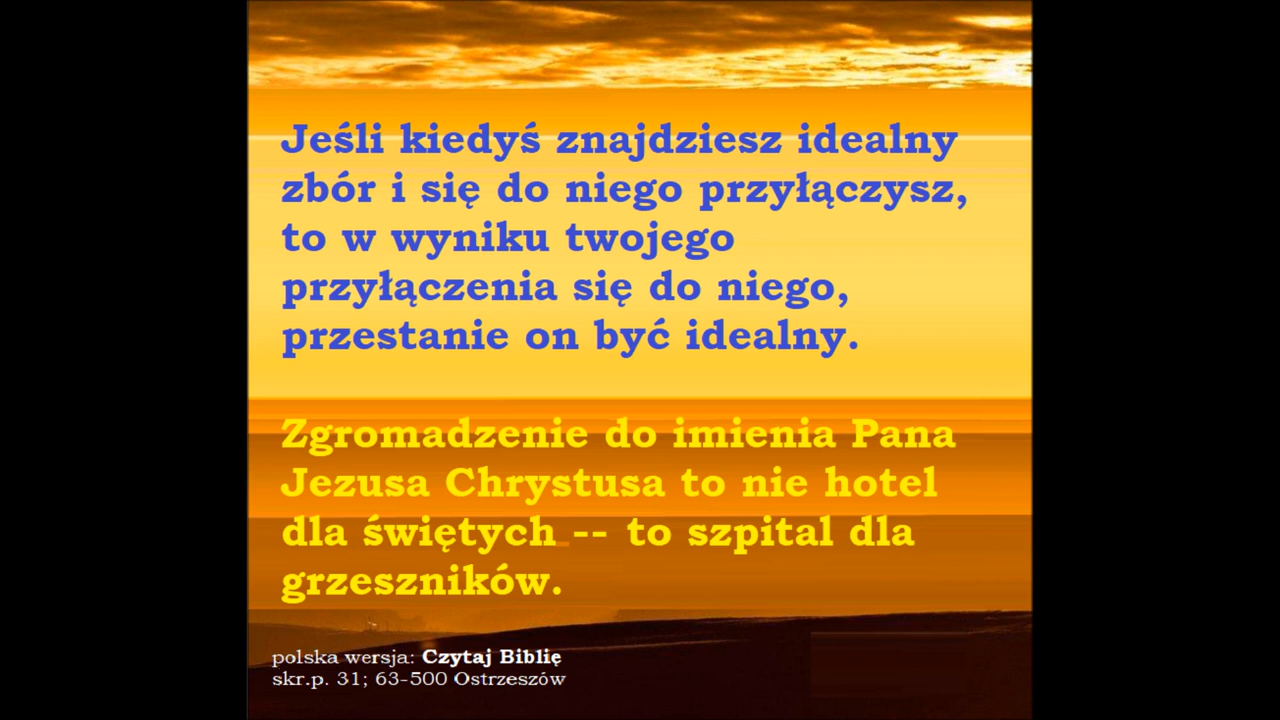 Jeśli kiedyś znajdziesz idealny
zbór i się do niego przyłączysz,
to w wyniku twojego
przyłączenia się do niego,
przestanie on być idealny.
Zgromadzenie do imienia Pana
Jezusa Chrystusa to nie hotel
dla świętych -- to szpital dla
grzeszników.
polska wersja: Czytaj Biblię
skr.p. 31; 63-500 Ostrzeszów